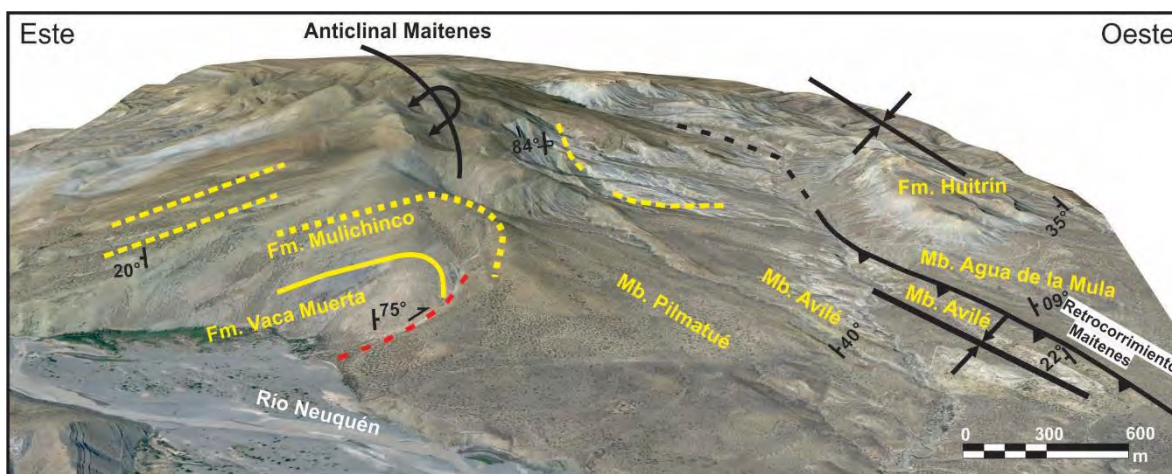 Este
Oeste
Anticlinal Maitenes
84°
Fm. Huitrín
35°
Fm. Mulichinco
20°
Mb. Agua de la Mula
Fm. Vaca Muerta
75°
Mb. Pilmatué
Mb. Avilé
Mb. Avilé
09°
40°
22°
Retrocorrimiento
Maitenes
Río Neuquén
0 300 600
m